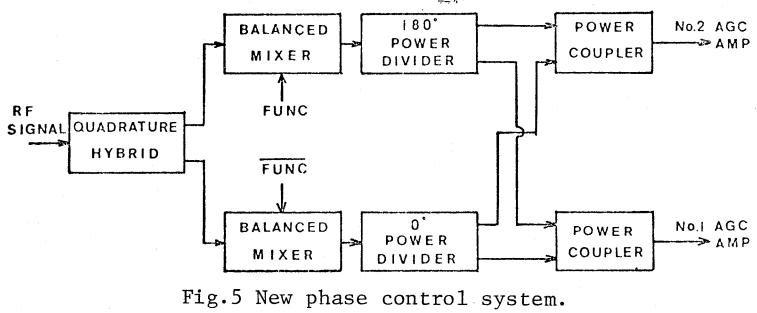 BALANCED
MIXER
180°
POWER
DIVIDER
POWER
COUPLER
No.2 AGC
AMP
FUNC
RF
SIGNAL
QUADRATURE
HYBRID
FUNC
BALANCED
MIXER
0°
POWER
DIVIDER
POWER
COUPLER
No.1 AGC
AMP
Fig.5 New phase control system.